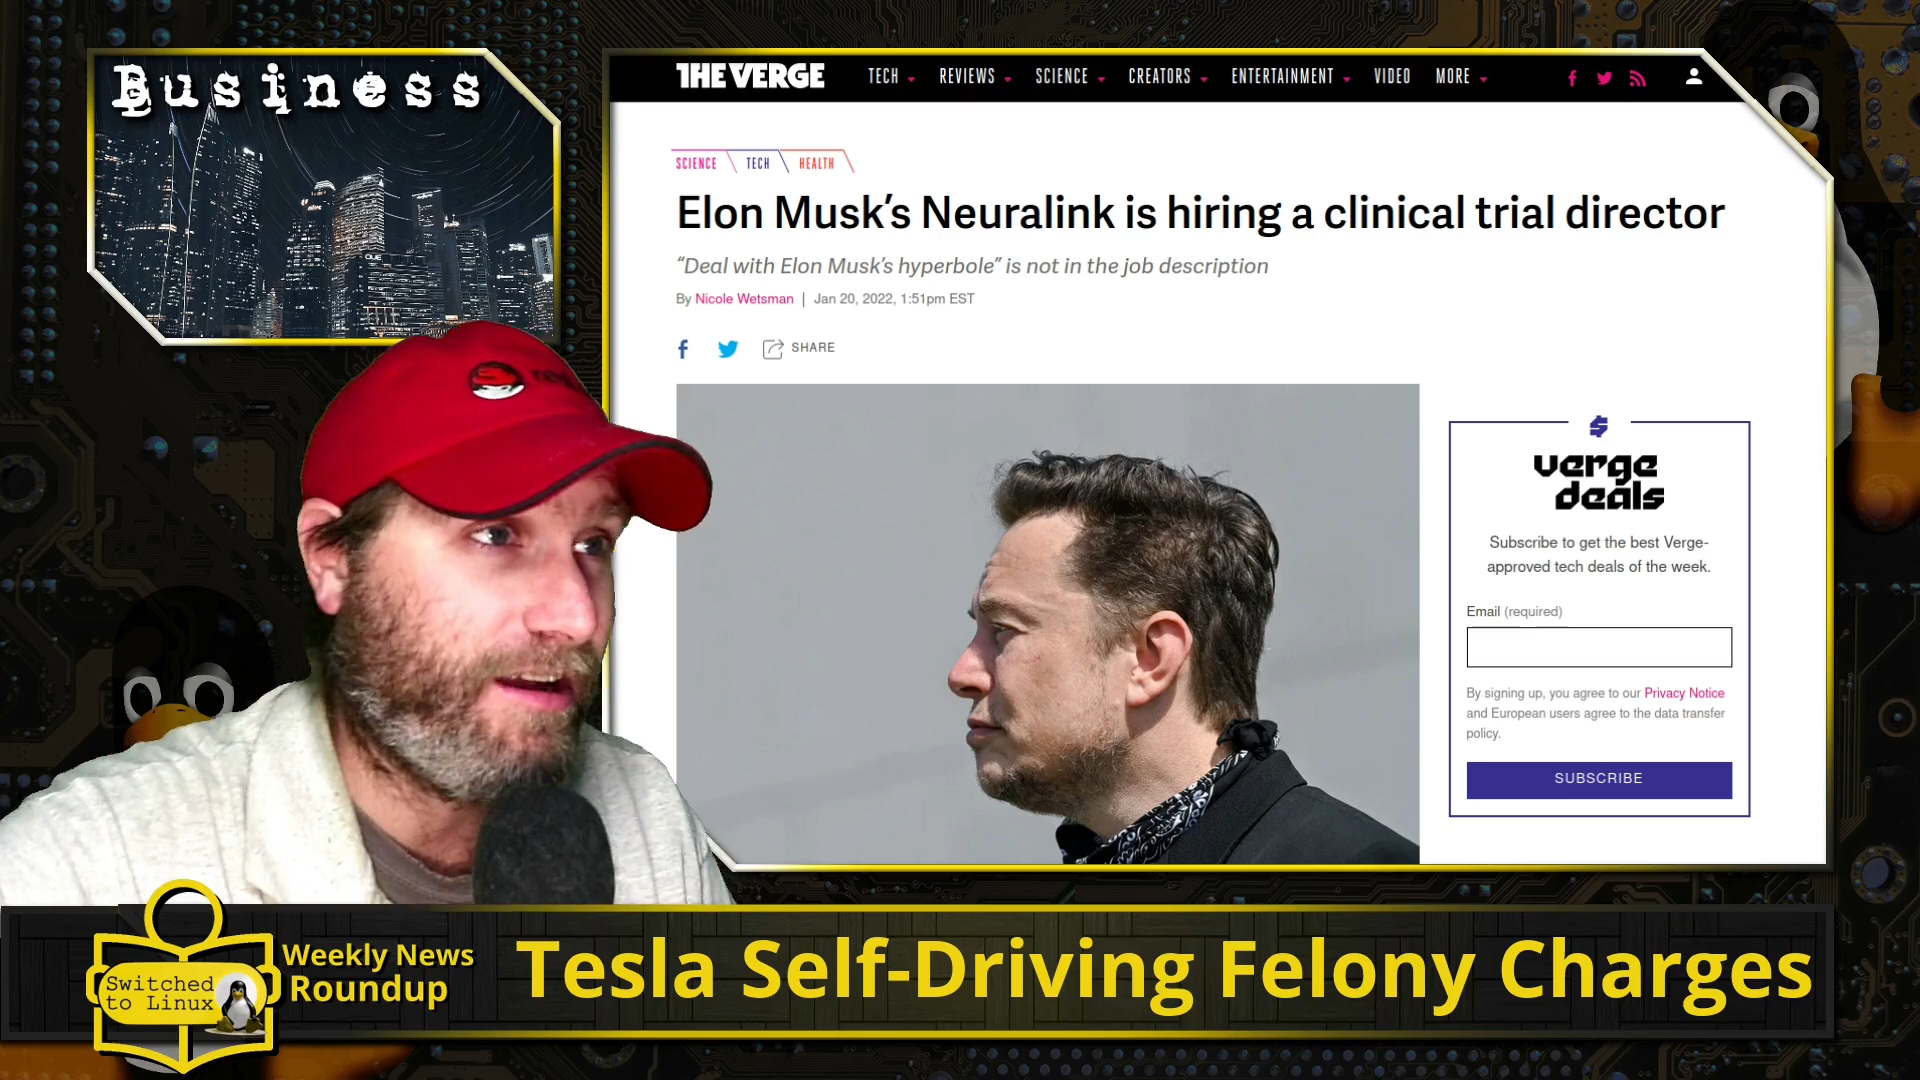 Business
THE VERGE
TECH REVIEWS SCIENCE CREATORS ENTERTAINMENT VIDEO MORE
SCIENCE TECH HEALTH
Elon Musk’s Neuralink is hiring a clinical trial director
“Deal with Elon Musk’s hyperbole” is not in the job description
By Nicole Wetsman | Jan 20, 2022, 1:51pm EST
SHARE
verge
deals
Subscribe to get the best Verge-
approved tech deals of the week.
Email (required)
By signing up, you agree to our Privacy Notice
and European users agree to the data transfer
policy.
SUBSCRIBE
Switched
to Linux
Weekly News
Roundup
Tesla Self-Driving Felony Charges